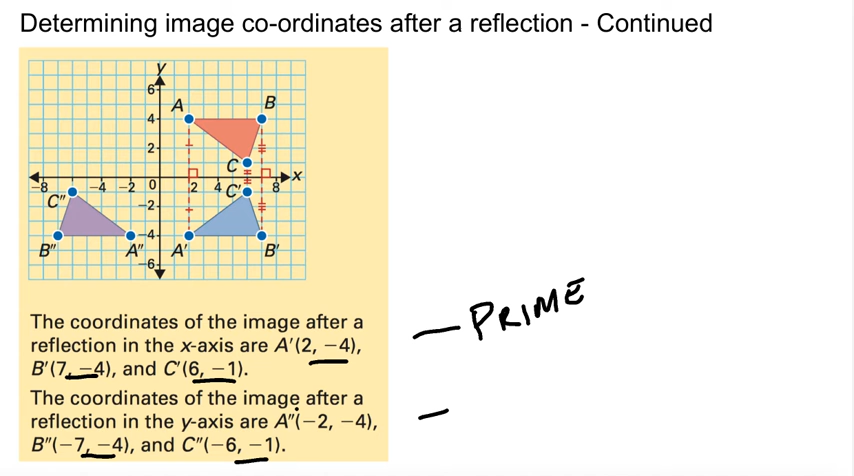 Determining image co-ordinates after a reflection - Continued
y
6
A
B
4
2
C
x
-8
-4
-2
0
2
4
C'
8
C"
-2
-4
B"
A"
A'
B'
-6
The coordinates of the image after a
reflection in the x-axis are A'(2, -4),
B'(7, -4), and C'(6, -1).
PRIME
The coordinates of the image after a
reflection in the y-axis are A"(-2, -4),
B"(-7, -4), and C"(-6, -1).